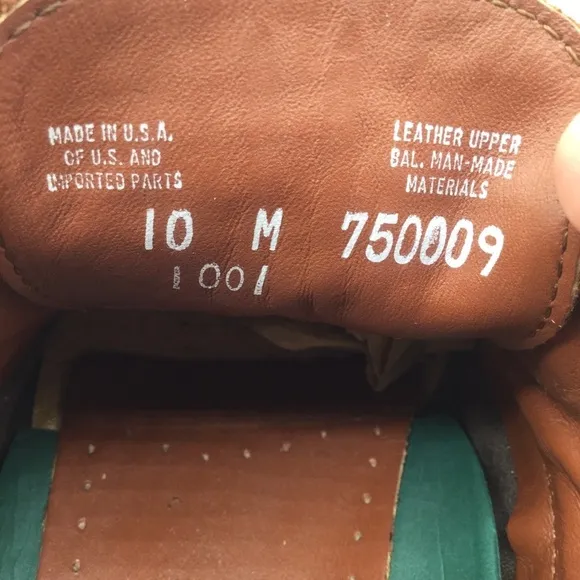 MADE IN U.S.A.
OF U.S. AND
IMPORTED PARTS
LEATHER UPPER
BAL. MAN-MADE
MATERIALS
10 M 750009
1001